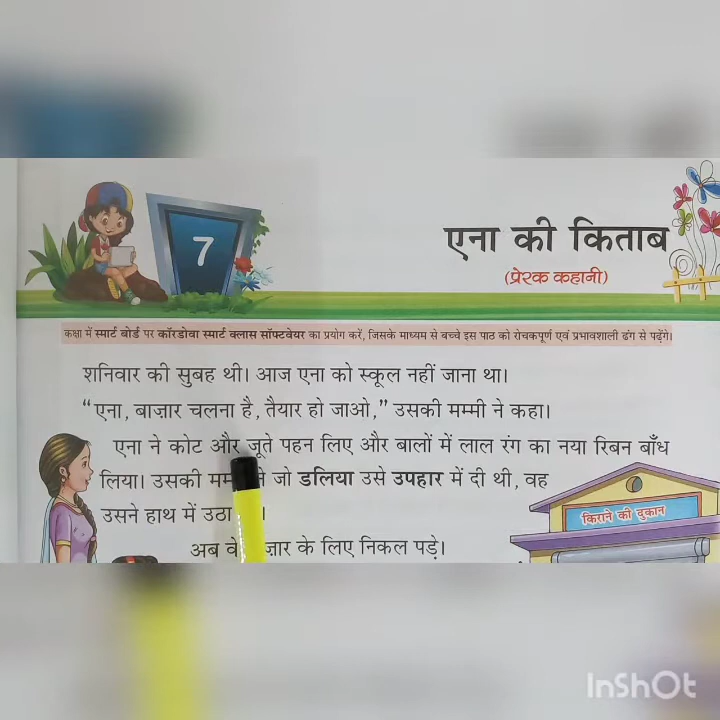 7
एना की किताब
(प्रेरक कहानी)
कक्षा में स्मार्ट बोर्ड पर कॉरडोवा स्मार्ट क्लास सॉफ्टवेयर का प्रयोग करें, जिसके माध्यम से बच्चे इस पाठ को रोचकपूर्ण एवं प्रभावशाली ढंग से पढ़ेंगे।
शनिवार की सुबह थी। आज एना को स्कूल नहीं जाना था।
“एना, बाज़ार चलना है, तैयार हो जाओ,” उसकी मम्मी ने कहा।
एना ने कोट और जूते पहन लिए और बालों में लाल रंग का नया रिबन बाँध
लिया। उसकी जो डलिया उसे उपहार में दी थी, वह
उसने हाथ में उठा
किराने की दुकान
अब के लिए निकल पड़े।
InShOt